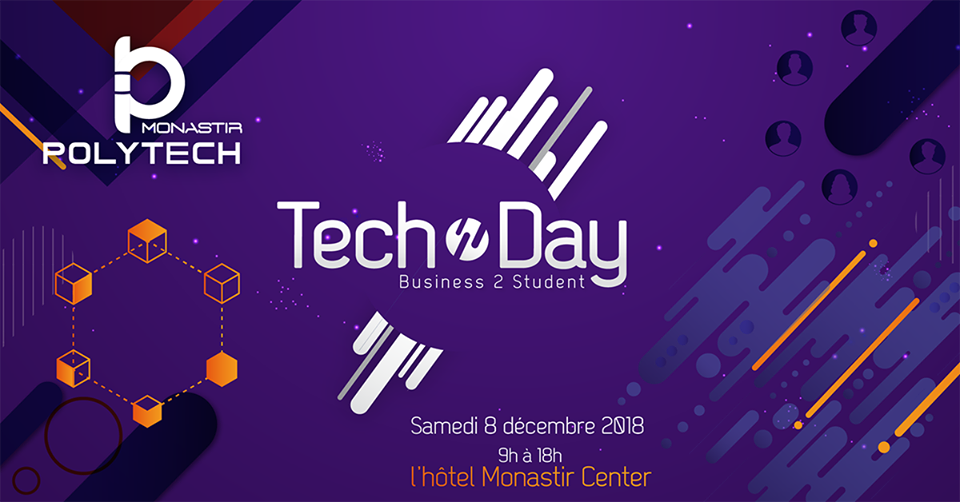 MONASTIR
POLYTECH
Tech n Day
Business 2 Student
Samedi 8 décembre 2018
9h à 18h
l'hôtel Monastir Center